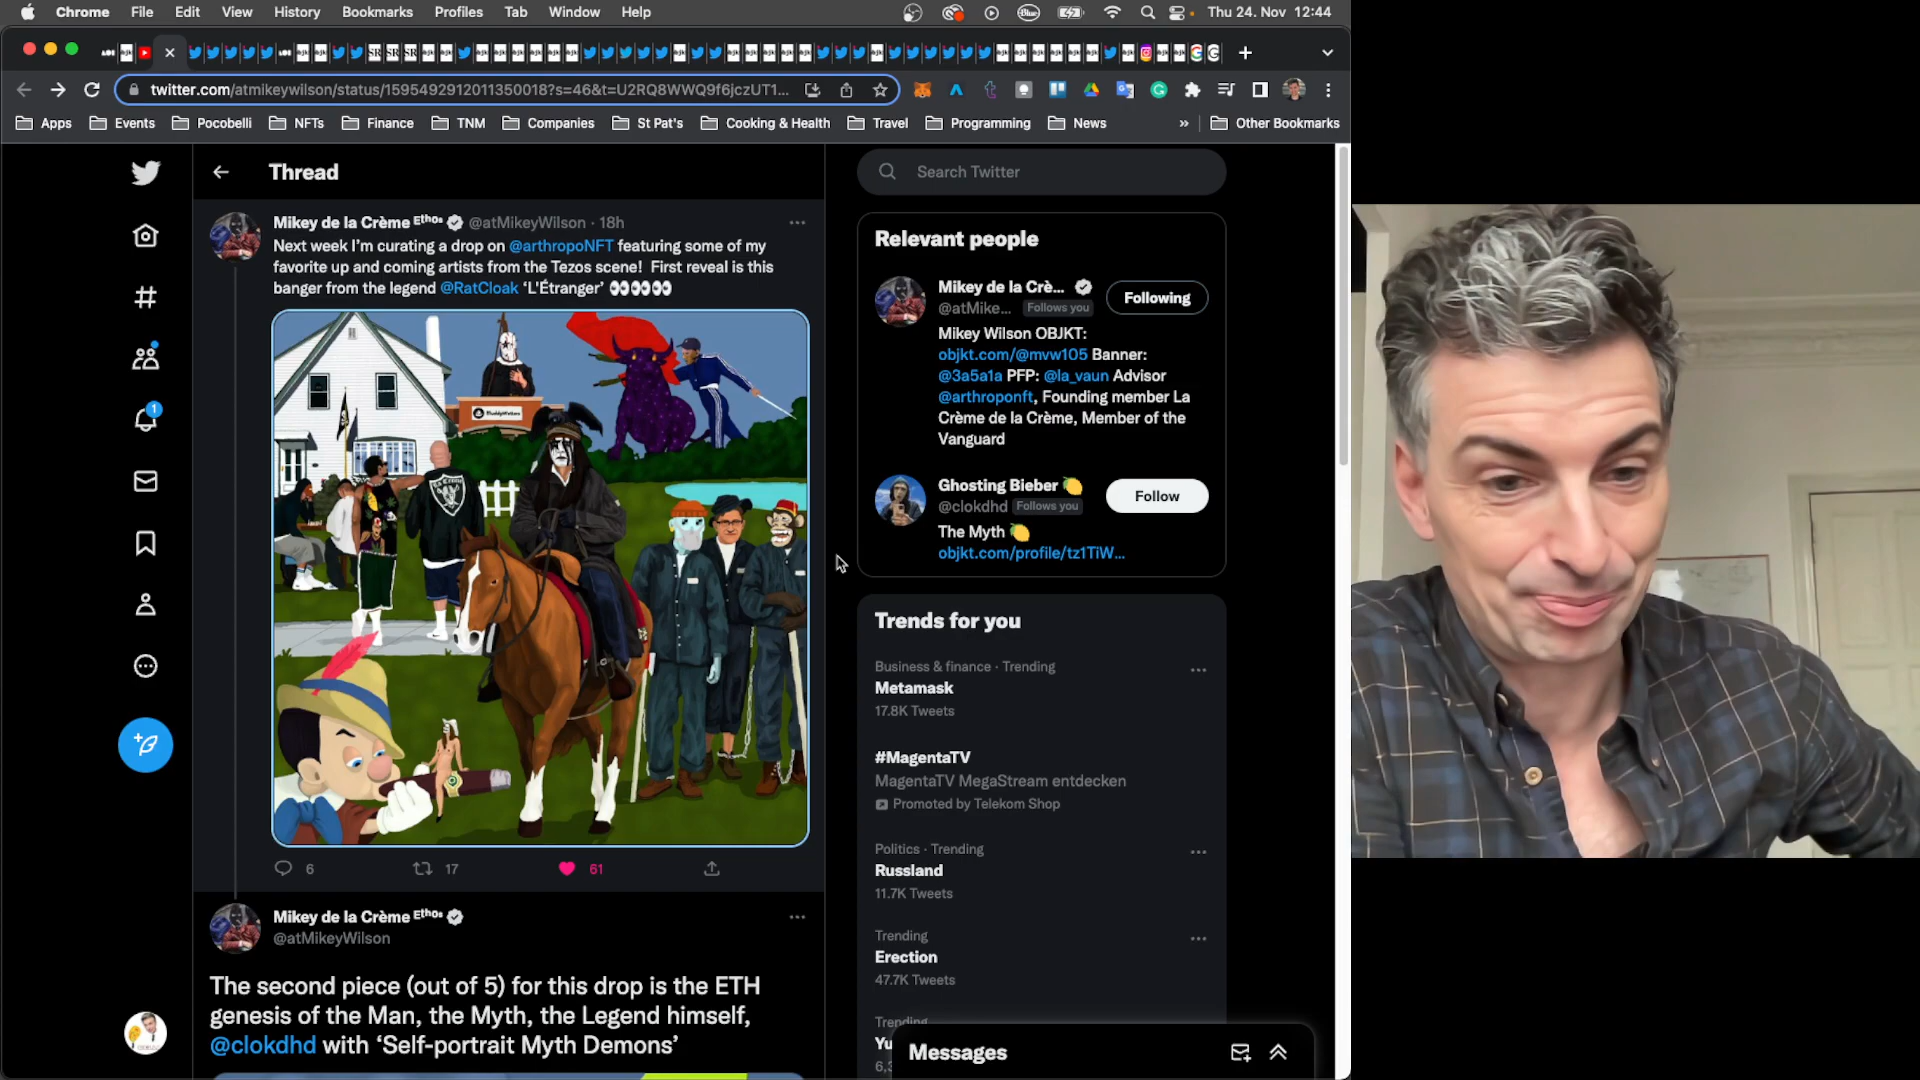 Chrome File Edit View History Bookmarks Profiles Tab Window Help Thu 24. Nov 12:44
twitter.com/atmikeywilson/status/1595492912011350018?s=46&t=U2RQ8WWQ9f6jczUT1...
Apps Events Pocobelli NFTs Finance TNM Companies St Pat's Cooking & Health Travel Programming News » Other Bookmarks
Thread
Mikey de la Crème Ethos @atMikeyWilson · 18h
Next week I'm curating a drop on @arthropoNFT featuring some of my
favorite up and coming artists from the Tezos scene! First reveal is this
banger from the legend @RatCloak 'L'Étranger' 👀👀👀
6 17 61
Mikey de la Crème Ethos
@atMikeyWilson
The second piece (out of 5) for this drop is the ETH
genesis of the Man, the Myth, the Legend himself,
@clokdhd with 'Self-portrait Myth Demons'
Search Twitter
Relevant people
Mikey de la Crè...
@atMike... Follows you
Following
Mikey Wilson OBJKT:
objkt.com/@mvw105 Banner:
@3a5a1a PFP: @la_vaun Advisor
@arthroponft, Founding member La
Crème de la Crème, Member of the
Vanguard
Ghosting Bieber 🍋
@clokdhd Follows you
Follow
The Myth 🍋
objkt.com/profile/tz1TiW...
Trends for you
Business & finance · Trending
Metamask
17.8K Tweets
#MagentaTV
MagentaTV MegaStream entdecken
Promoted by Telekom Shop
Politics · Trending
Russland
11.7K Tweets
Trending
Erection
47.7K Tweets
Trending
Messages